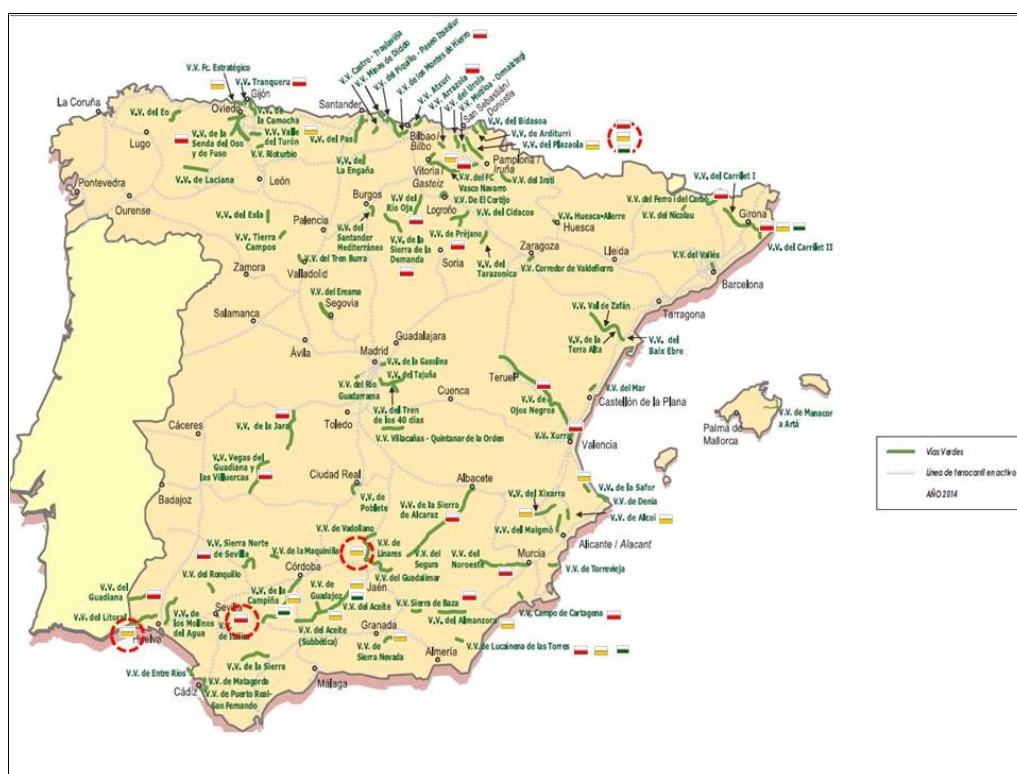 V.V. Castro - Traslaviña
V.V. Minas de Dicido
V.V. del Piquillo - Paseo Itsaslur
V.V. de los Montes de Hierro
V.V. Atxuri
V.V. Arrazola
V.V. del Urola
V.V. Mutiloa - Ormaiztegi
San Sebastián/
Donostia
V.V. Fc. Estratégico
V.V. Tranqueru
Gijón
La Coruña
Oviedo
Santander
V.V. del Eo
V.V. de
la Camocha
V.V. del Bidasoa
Lugo
V.V. de la
Senda del Oso
y de Fuso
V.V. Valle
del Turón
V.V. del Pas
Bilbao/
Bilbo
V.V. de Arditurri
V.V. del Plazaola
V.V. Rioturbio
V.V. de
La Engaña
Vitoria/
Gasteiz
Pamplona/
Iruña
V.V. de Laciana
León
V.V. del FC
Vasco Navarro
V.V. del Irati
V.V. del Carrilet I
Pontevedra
Ourense
Burgos
V.V. del
Río Oja
Logroño
V.V. De El Cortijo
V.V. del Ferro i del Carbó
V.V. del Nicolau
Girona
V.V. del Esla
Palencia
V.V. del Cidacos
V.V. Huesca-Alierre
Huesca
V.V. Tierra
Campos
V.V. del
Santander
Mediterráneo
V.V. de la
Sierra de la
Demanda
V.V. de Préjano
Zaragoza
Lleida
V.V. del Carrilet II
Zamora
V.V. del Tren Burra
Valladolid
Soria
V.V. del
Tarazonica
V.V. Corredor de Valdefierro
V.V. del Vallés
Barcelona
V.V. del Eresma
Segovia
Salamanca
V.V. Val de Zafán
Tarragona
Ávila
Guadalajara
V.V. de la
Terra Alta
V.V. del
Baix Ebre
Madrid
V.V. de la Gasolina
V.V. del Tajuña
V.V. del Río
Guadarrama
Teruel
V.V. del Mar
Cuenca
Castellón de la Plana
Cáceres
V.V. de la Jara
Toledo
V.V. del Tren
de los 40 días
V.V. de
Ojos Negros
V.V. de Manacor
a Artá
Palma de
Mallorca
V.V. Villacañas - Quintanar de la Orden
V.V. Xurra
Valencia
Vías Verdes
Línea de ferrocarril en activo
AÑO 2014
V.V. Vegas del
Guadiana y
las Villuercas
Ciudad Real
Albacete
Badajoz
V.V. de
Poblete
V.V. de la Sierra
de Alcaraz
V.V. del Xixarra
V.V. de la Safor
V.V. de Denia
V.V. de Alcoi
V.V. del Maigmó
Alicante / Alacant
V.V. de Vadollano
V.V. Sierra Norte
de Sevilla
V.V. de la Maquinilla
V.V. de
Linares
V.V. del
Segura
V.V. del
Noroeste
Murcia
V.V. de Torrevieja
V.V. del Ronquillo
Córdoba
V.V. del Guadalimar
Jaén
V.V. del
Guadiana
V.V. de la
Campiña
V.V. de
Guadajoz
V.V. del Litoral
V.V. de
los Molinos
del Agua
Huelva
Sevilla
V.V. del Aceite
V.V. Sierra de Baza
V.V. del Almanzora
V.V. Campo de Cartagena
V.V. del Aceite
(Subbética)
Granada
V.V. de
Sierra Nevada
Almería
V.V. de Lucainena de las Torres
V.V. de la Sierra
Málaga
V.V. de Entre Ríos
V.V. de Matagorda
Cádiz
V.V. de Puerto Real-
San Fernando